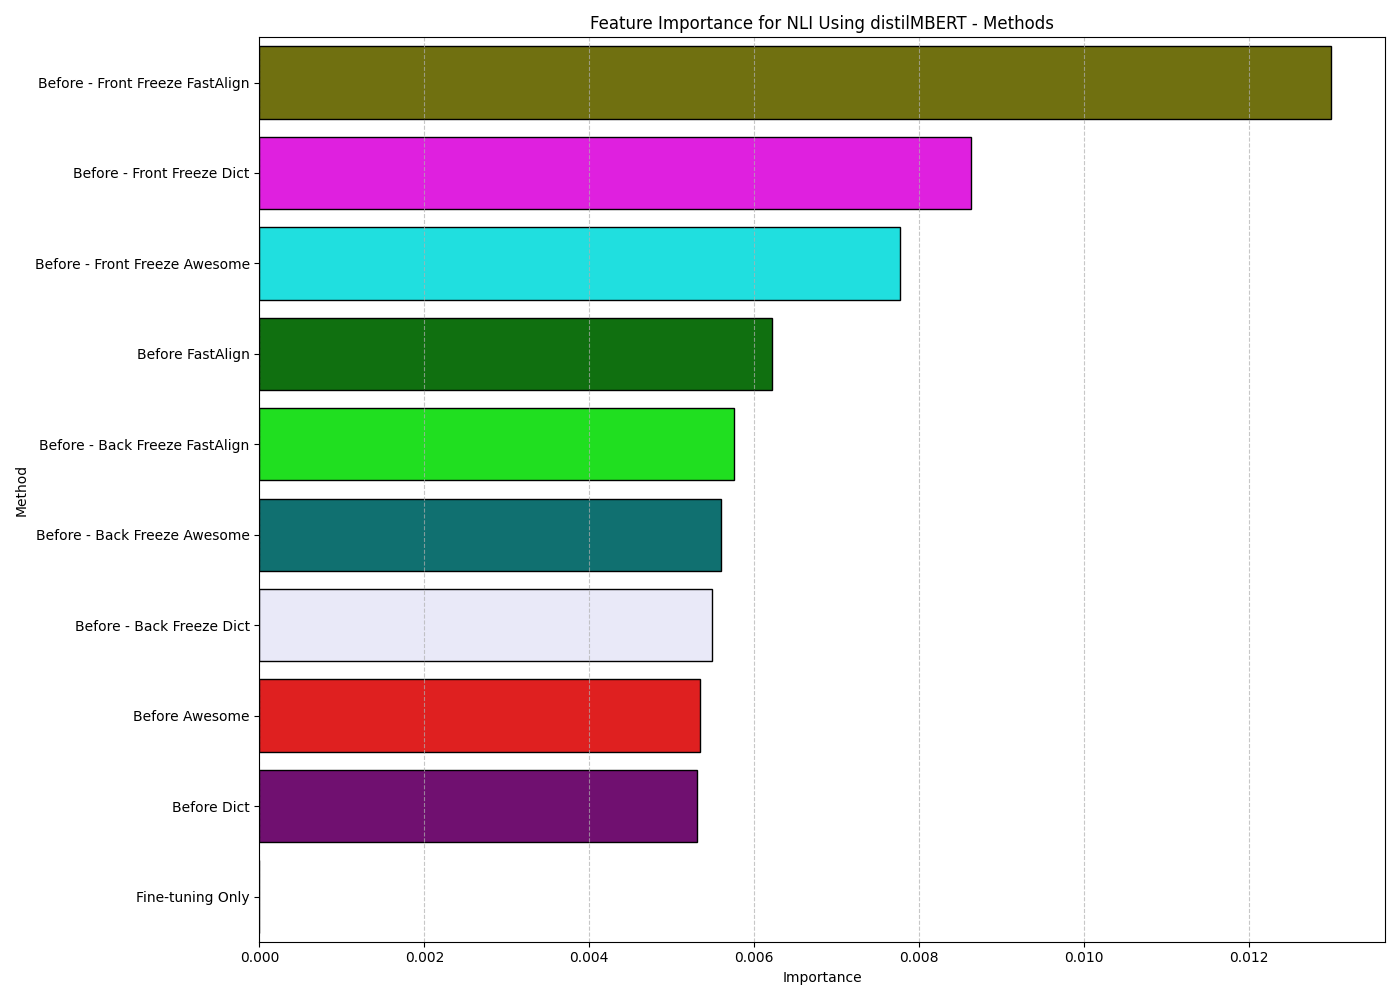 Feature Importance for NLI Using distilMBERT - Methods
Before - Front Freeze FastAlign
Before - Front Freeze Dict
Before - Front Freeze Awesome
Before FastAlign
Before - Back Freeze FastAlign
Before - Back Freeze Awesome
Before - Back Freeze Dict
Before Awesome
Before Dict
Fine-tuning Only
Method
0.000 0.002 0.004 0.006 0.008 0.010 0.012
Importance